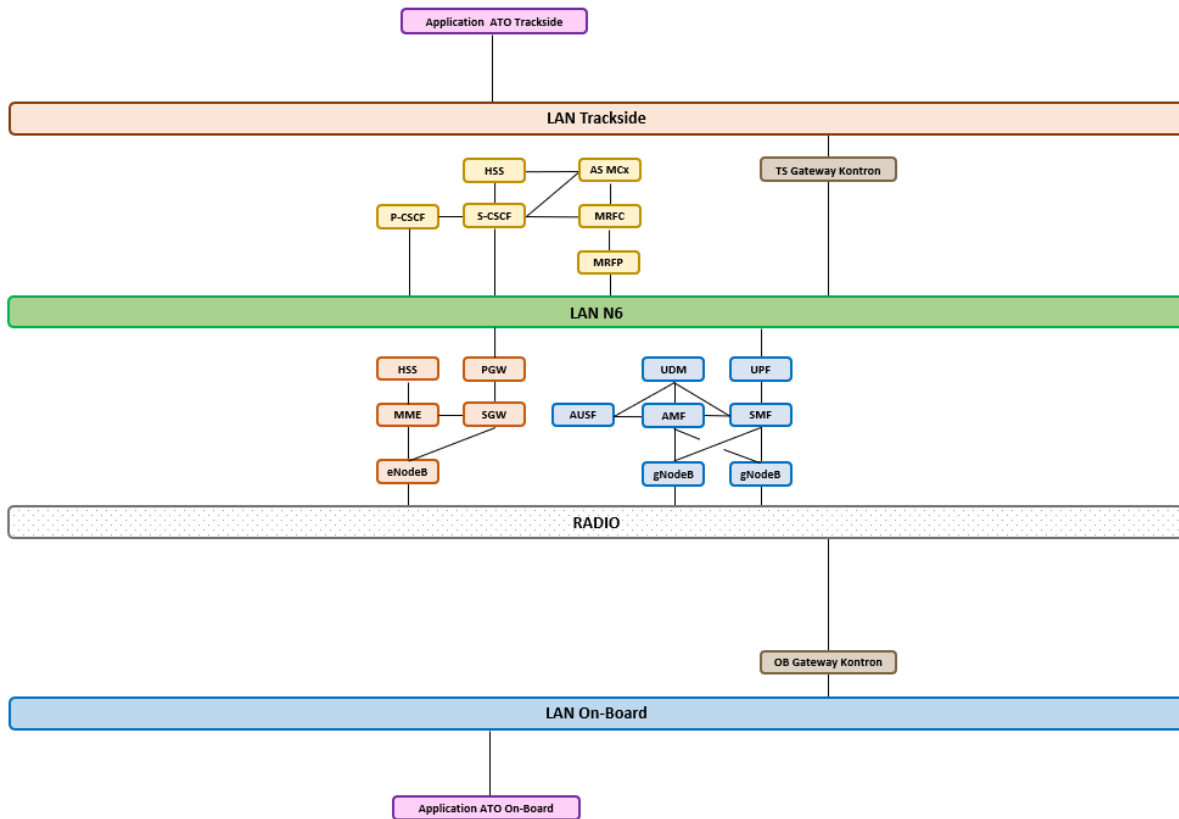 Application ATO Trackside
LAN Trackside
HSS
AS MCx
TS Gateway Kontron
P-CSCF
S-CSCF
MRFC
MRFP
LAN N6
HSS
PGW
UDM
UPF
MME
SGW
AUSF
AMF
SMF
eNodeB
gNodeB
gNodeB
RADIO
OB Gateway Kontron
LAN On-Board
Application ATO On-Board